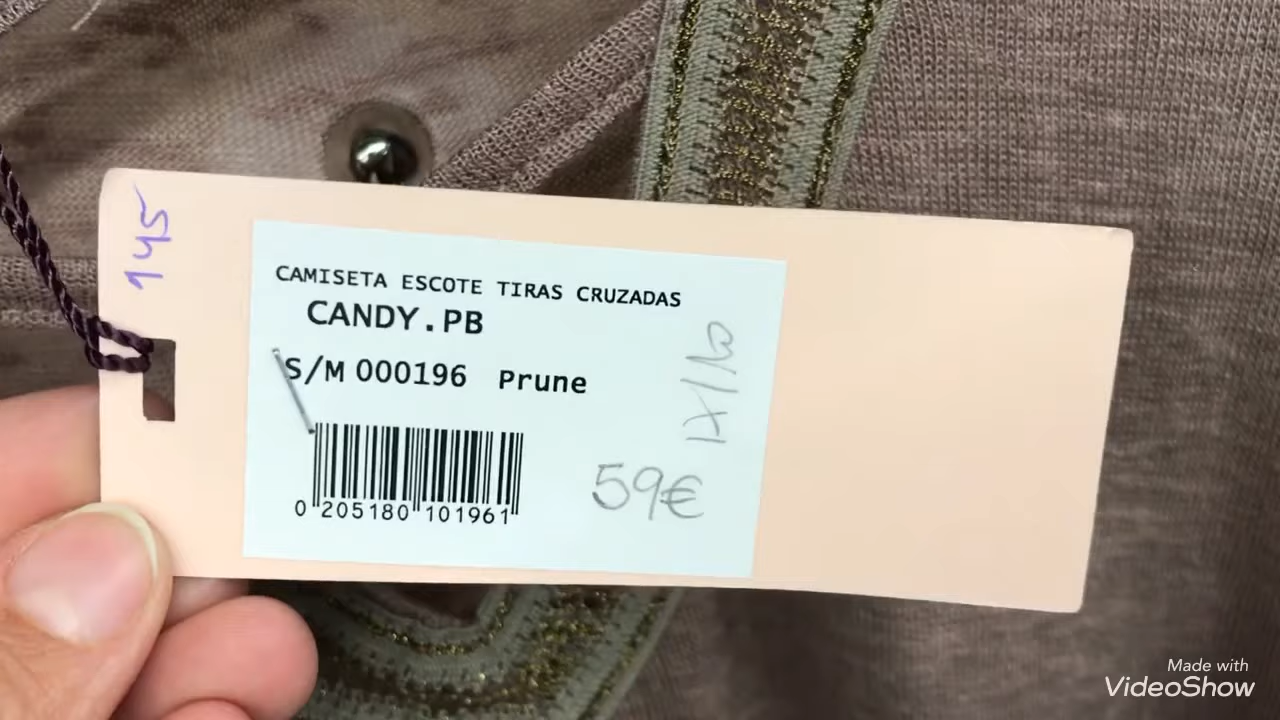 145
CAMISETA ESCOTE TIRAS CRUZADAS
CANDY.PB
S/M 000196 Prune
59€
0 205180 101961
Made with
VideoShow